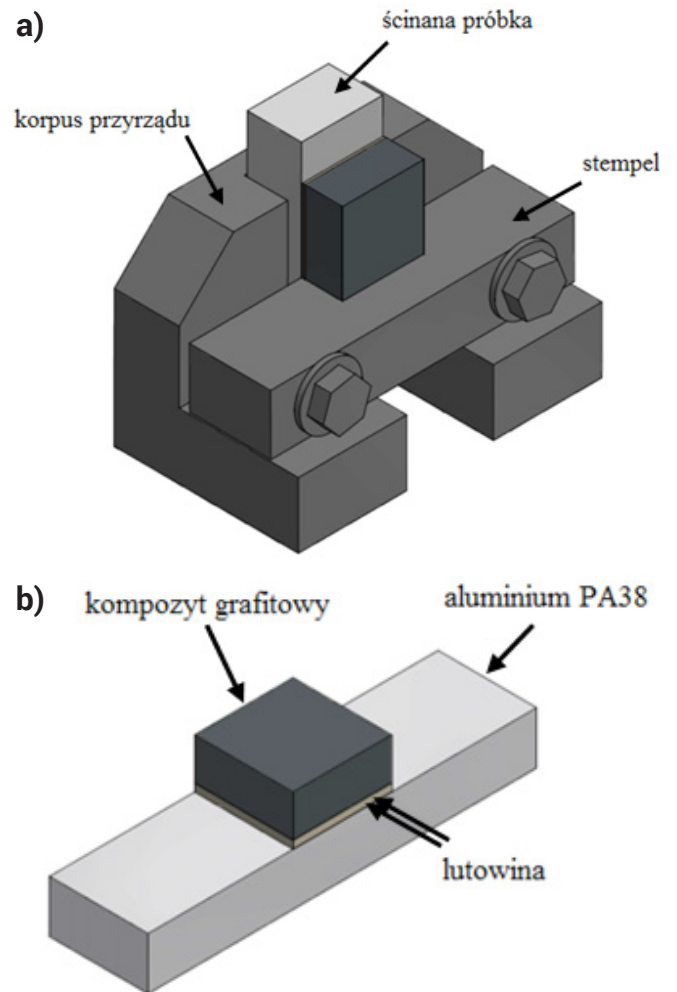 a)
ścinana próbka
korpus przyrządu
stempel
b)
kompozyt grafitowy
aluminium PA38
lutowina